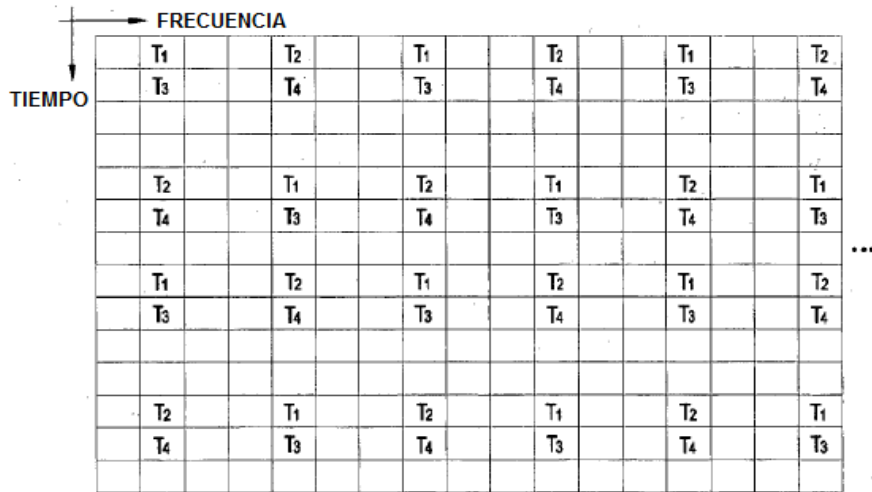 FRECUENCIA
T1 T2 T1 T2 T1 T2
TIEMPO T3 T4 T3 T4 T3 T4
T2 T1 T2 T1 T2 T1
T4 T3 T4 T3 T4 T3
...
T1 T2 T1 T2 T1 T2
T3 T4 T3 T4 T3 T4
T2 T1 T2 T1 T2 T1
T4 T3 T4 T3 T4 T3